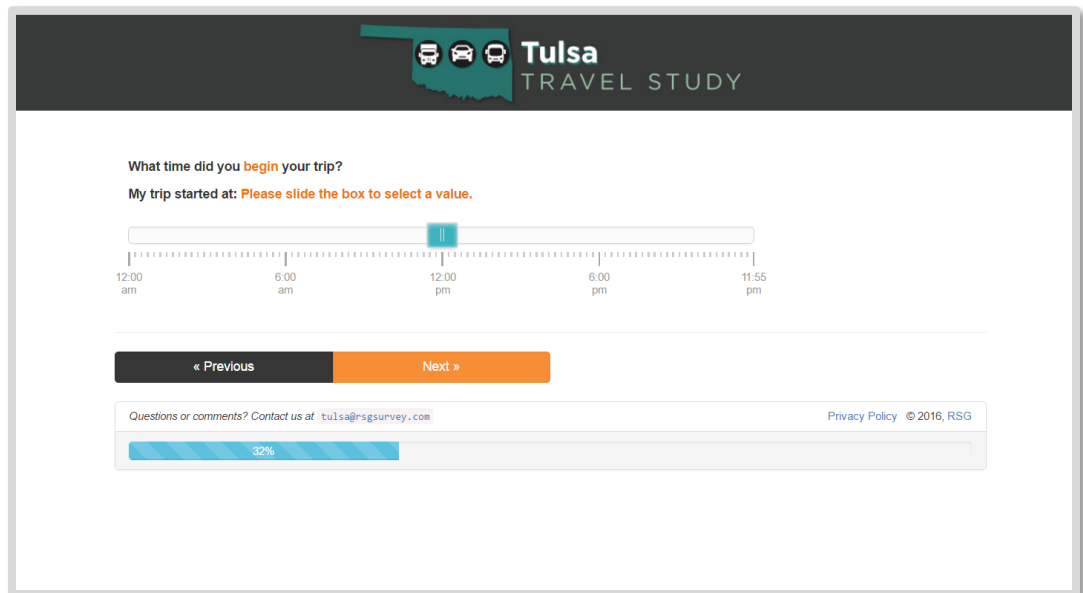 Tulsa
TRAVEL STUDY
What time did you begin your trip?
My trip started at: Please slide the box to select a value.
12:00 am
6:00 am
12:00 pm
6:00 pm
11:55 pm
« Previous
Next »
Questions or comments? Contact us at tulsa@rsgsurvey.com
Privacy Policy © 2016, RSG
32%